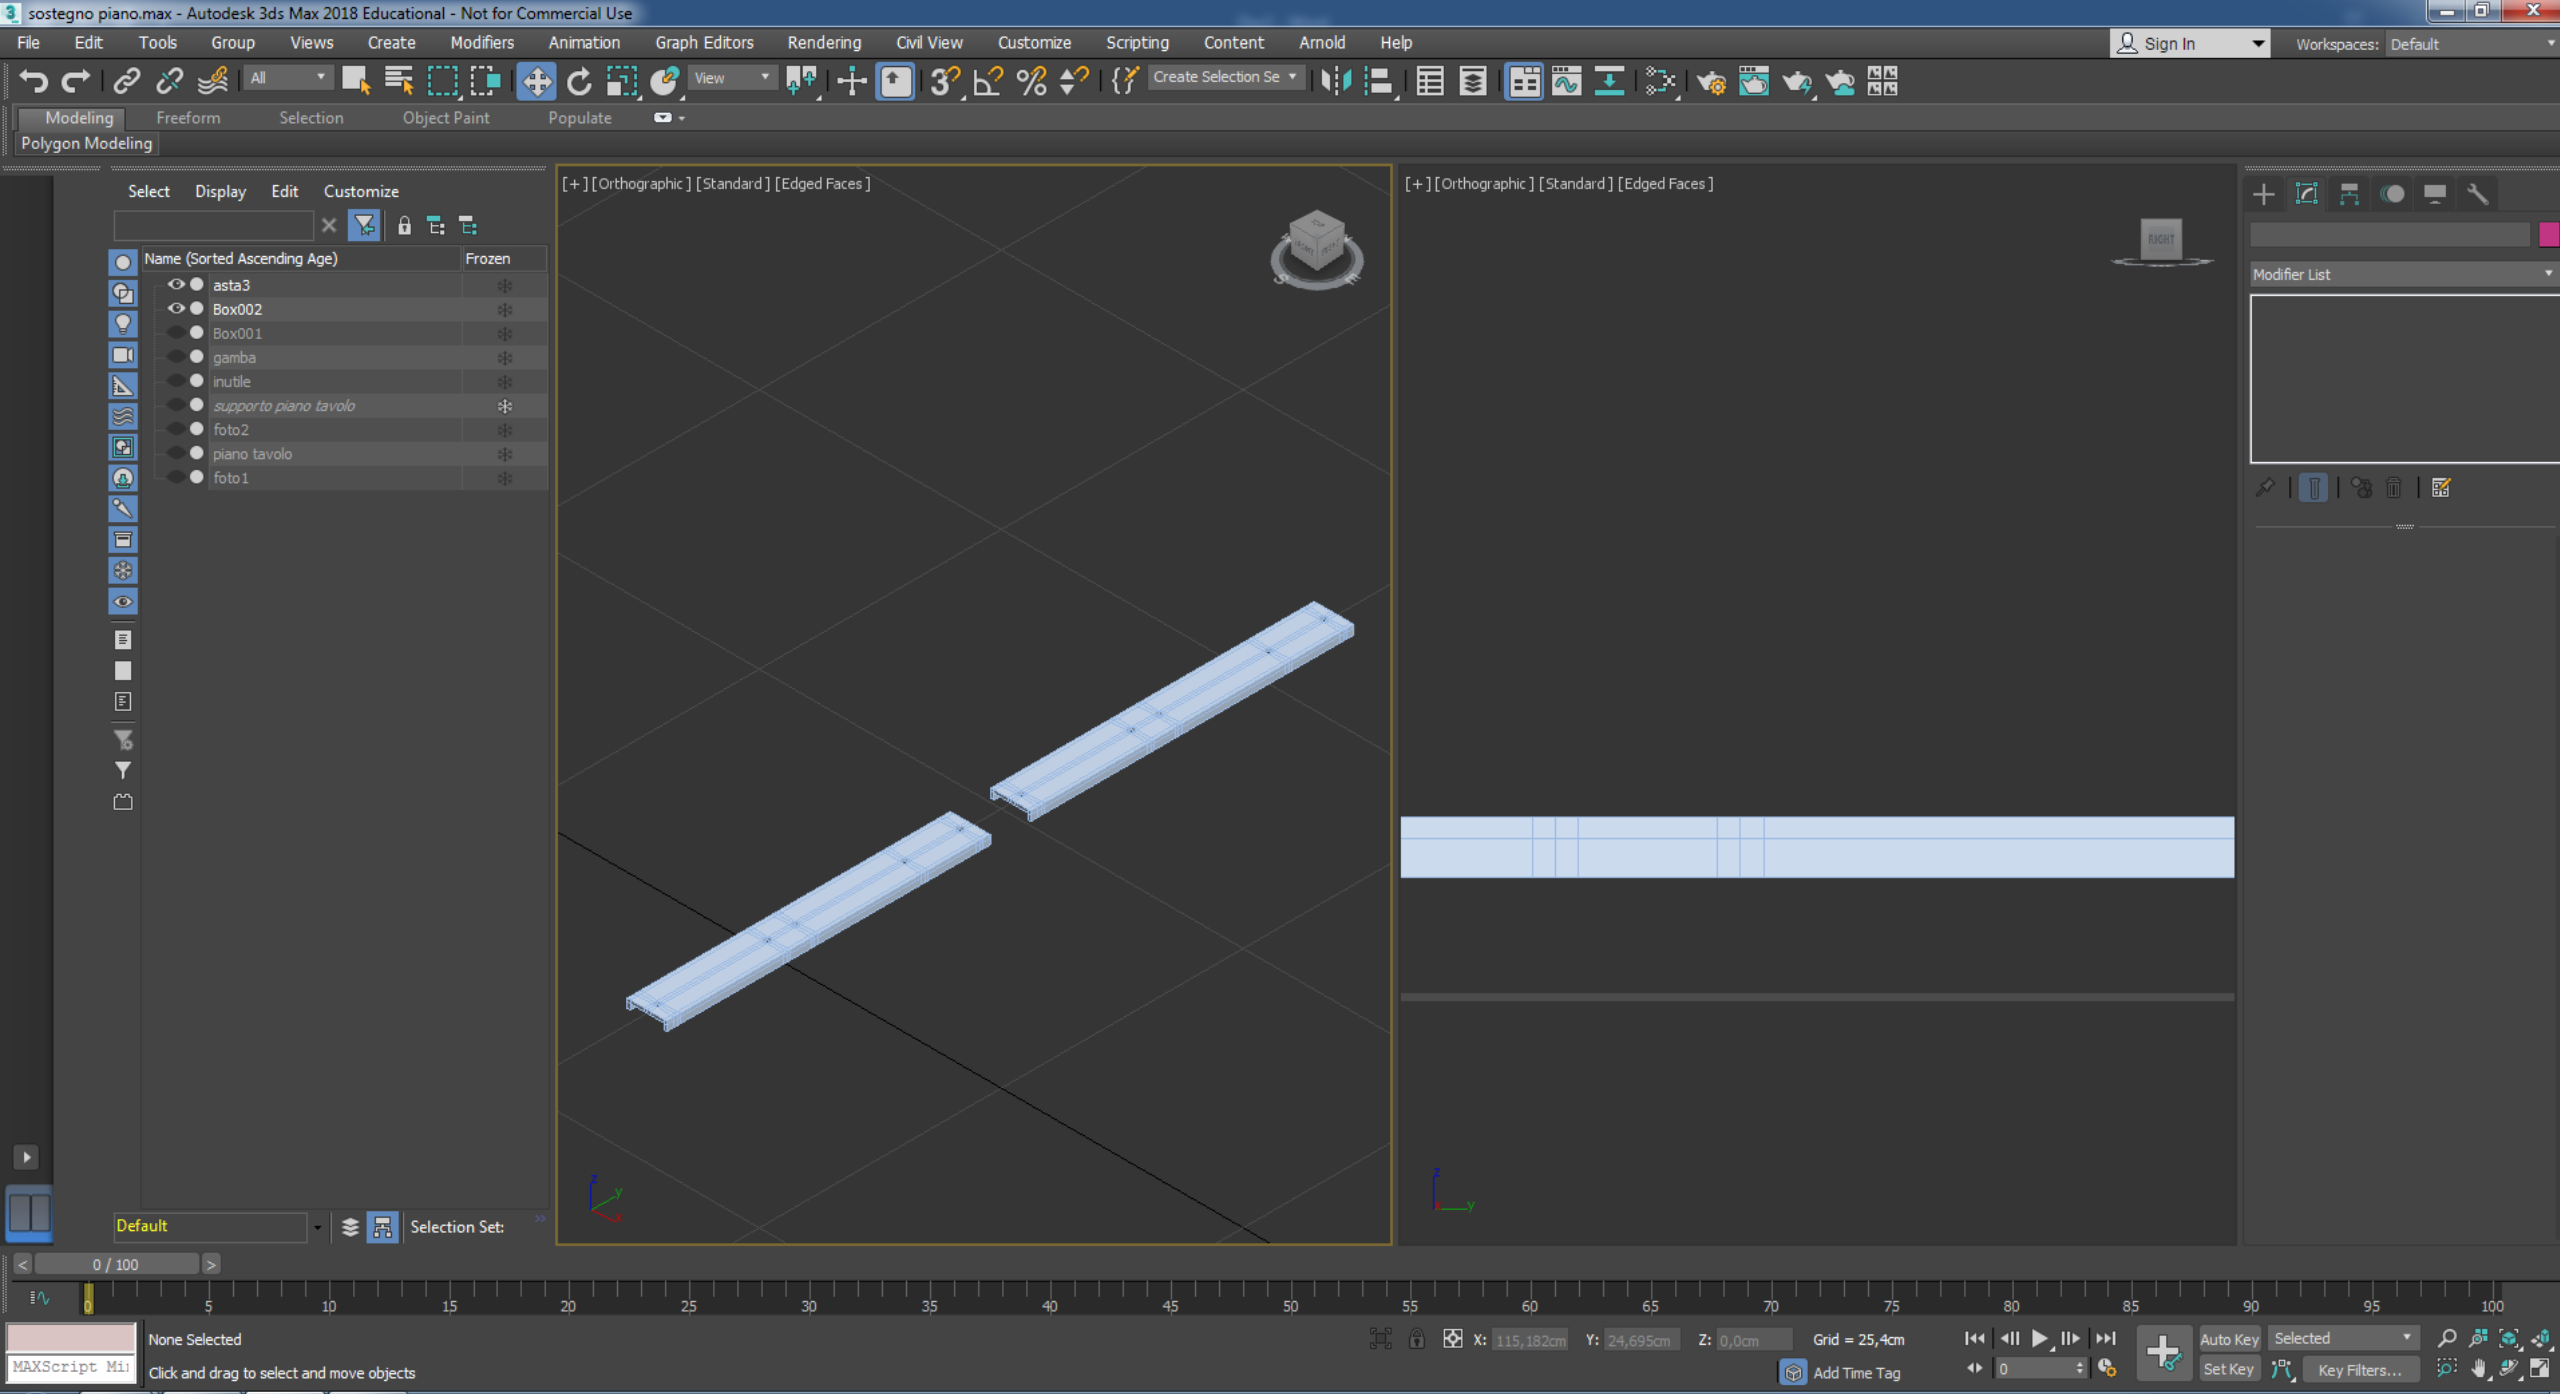 sostegno piano.max - Autodesk 3ds Max 2018 Educational - Not for Commercial Use
File Edit Tools Group Views Create Modifiers Animation Graph Editors Rendering Civil View Customize Scripting Content Arnold Help Sign In Workspaces: Default
All View Create Selection Se
Modeling Freeform Selection Object Paint Populate
Polygon Modeling
Select Display Edit Customize
Name (Sorted Ascending Age) Frozen
asta3
Box002
Box001
gamba
inutile
supporto piano tavolo
foto2
piano tavolo
foto1
Default Selection Set:
[+] [Orthographic] [Standard] [Edged Faces]
TOP
FRONT
S E
z
y
x
[+] [Orthographic] [Standard] [Edged Faces]
RIGHT
z
x y
Modifier List
< 0 / 100 >
0 5 10 15 20 25 30 35 40 45 50 55 60 65 70 75 80 85 90 95 100
None Selected X: 115,182cm Y: 24,695cm Z: 0,0cm Grid = 25,4cm Auto Key Selected
MAXScript Mi Click and drag to select and move objects Add Time Tag 0 Set Key Key Filters...